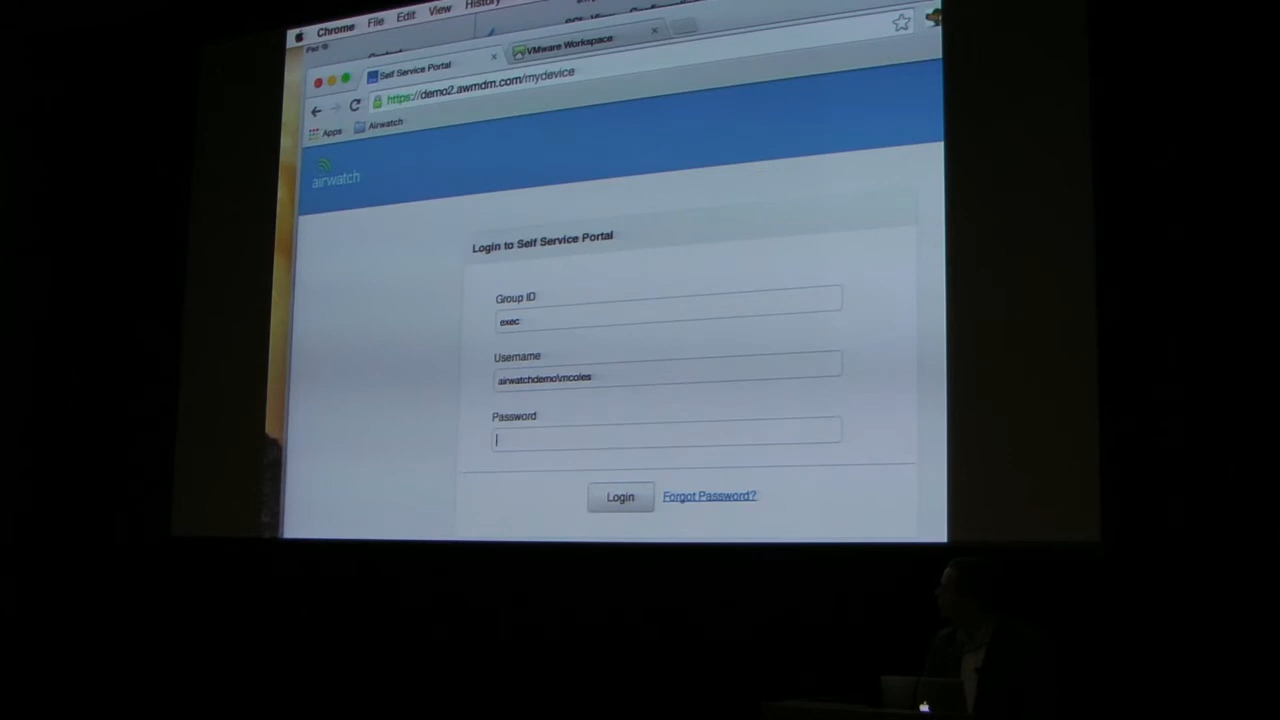 Chrome File Edit View History
iPad
Self Service Portal
VMware Workspace
https://demo2.awmdm.com/mydevice
Apps
Airwatch
airwatch
Login to Self Service Portal
Group ID
exec
Username
airwatchdemo\mcoles
Password
Login
Forgot Password?